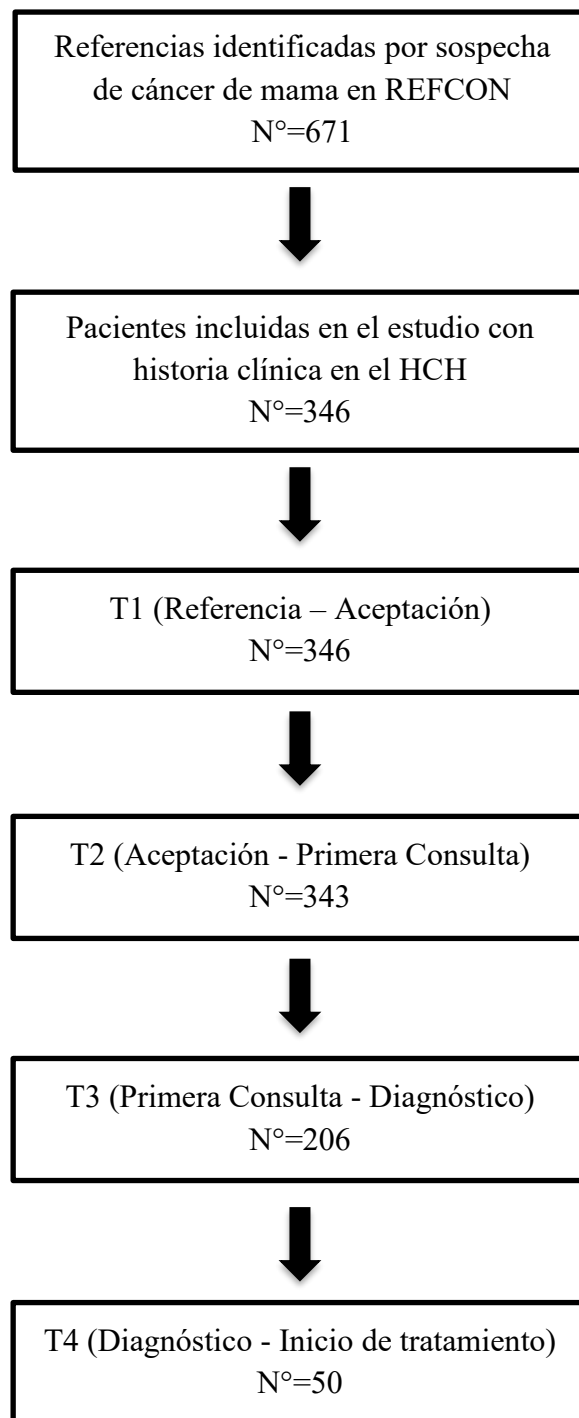 Referencias identificadas por sospecha
de cáncer de mama en REFCON
N°=671
Pacientes incluidas en el estudio con
historia clínica en el HCH
N°=346
T1 (Referencia – Aceptación)
N°=346
T2 (Aceptación - Primera Consulta)
N°=343
T3 (Primera Consulta - Diagnóstico)
N°=206
T4 (Diagnóstico - Inicio de tratamiento)
N°=50